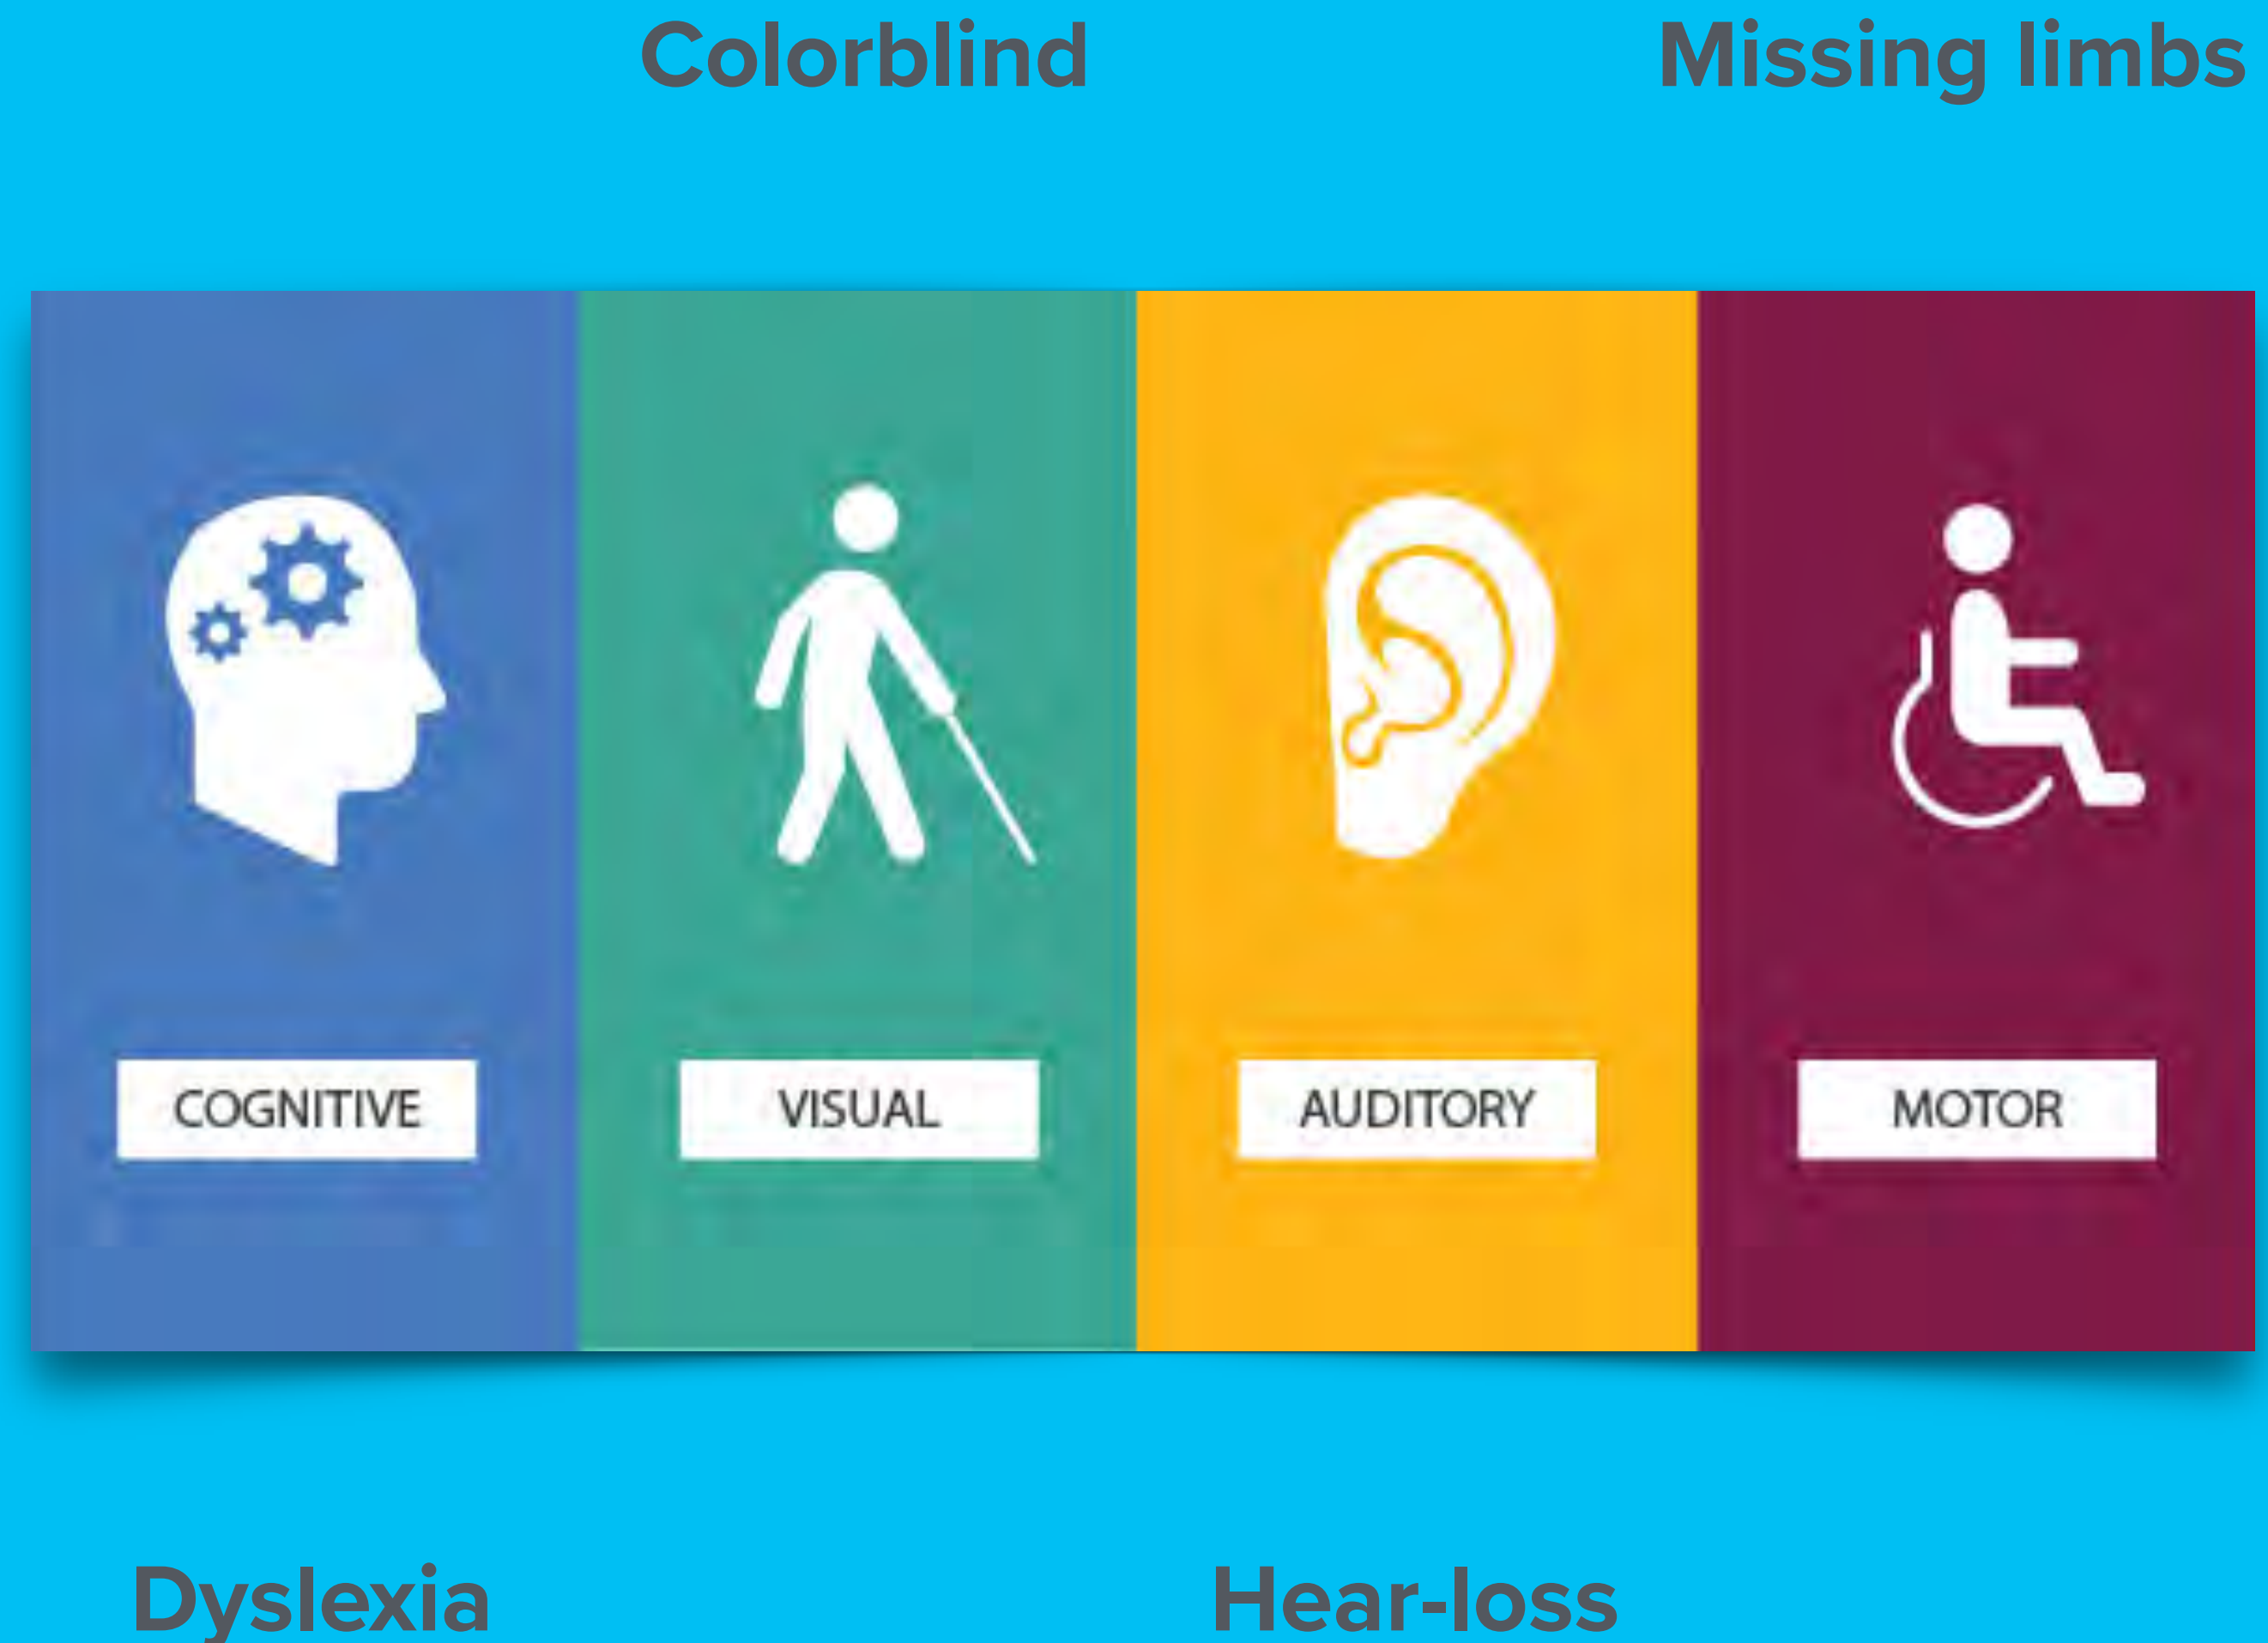 Colorblind
Missing limbs
COGNITIVE
VISUAL
AUDITORY
MOTOR
Dyslexia
Hear-loss